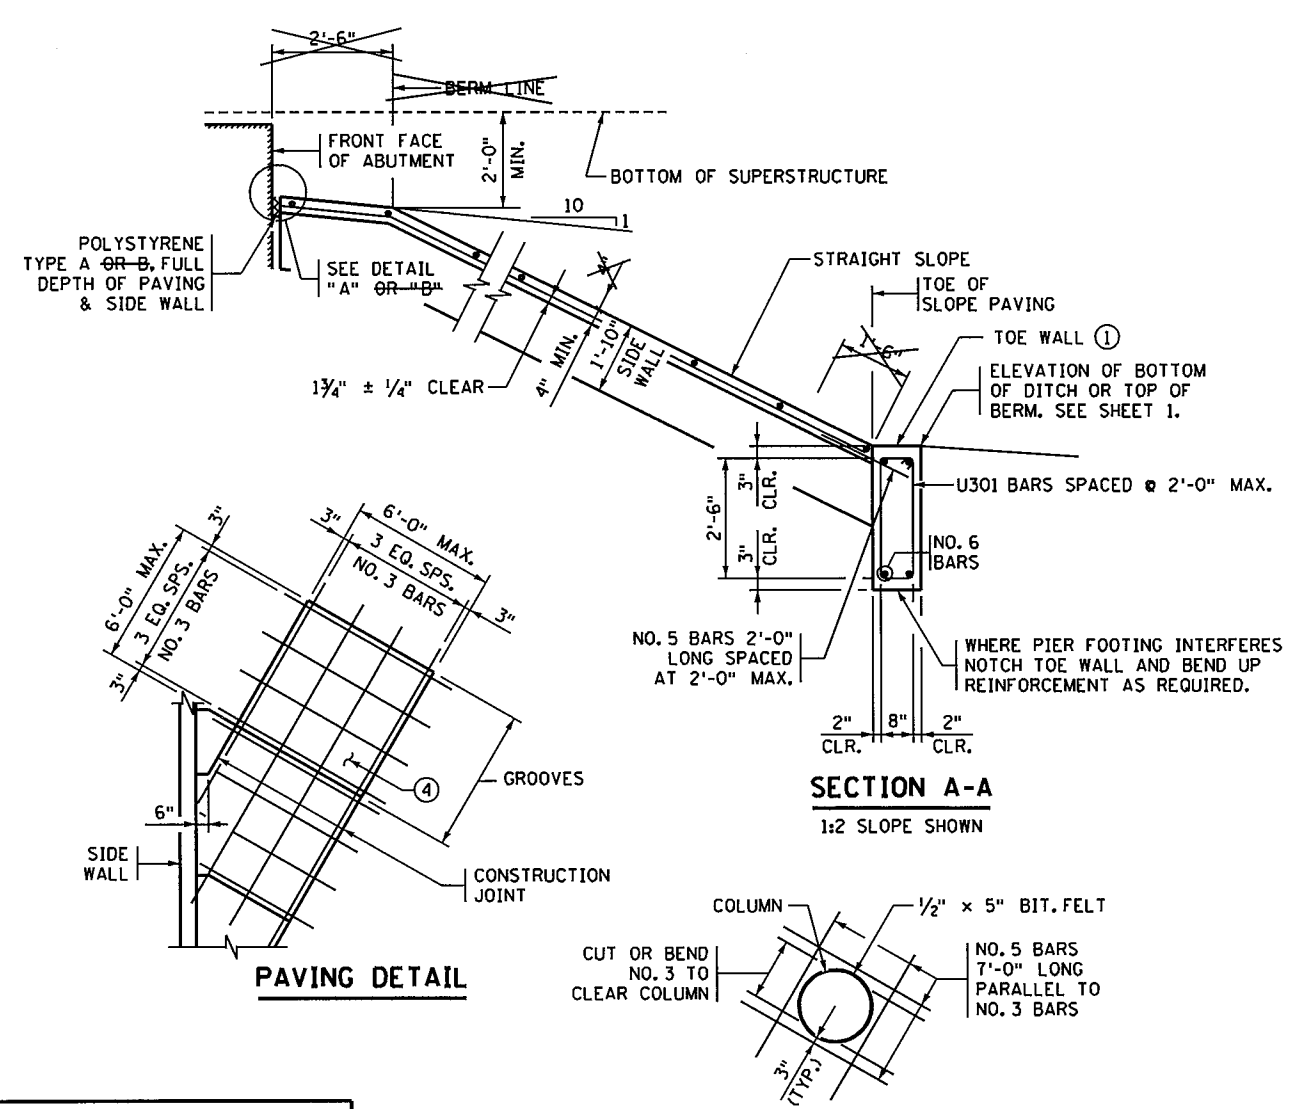 2'-6"
BERM LINE
FRONT FACE
OF ABUTMENT
2'-0"
MIN.
BOTTOM OF SUPERSTRUCTURE
10
1
POLYSTYRENE
TYPE A OR B, FULL
DEPTH OF PAVING
& SIDE WALL
SEE DETAIL
"A" OR "B"
4"
STRAIGHT SLOPE
TOE OF
SLOPE PAVING
TOE WALL 1
1'-6"
ELEVATION OF BOTTOM
OF DITCH OR TOP OF
BERM. SEE SHEET 1.
1¾" ± ¼" CLEAR
4" MIN.
1'-10"
SIDE
WALL
3"
CLR.
2'-6"
3"
CLR.
U301 BARS SPACED @ 2'-0" MAX.
NO. 6
BARS
NO. 5 BARS 2'-0"
LONG SPACED
AT 2'-0" MAX.
WHERE PIER FOOTING INTERFERES
NOTCH TOE WALL AND BEND UP
REINFORCEMENT AS REQUIRED.
2"
CLR.
8"
2"
CLR.
SECTION A-A
1:2 SLOPE SHOWN
3"
6'-0" MAX.
3 EQ. SPS.
NO. 3 BARS
3"
3"
6'-0" MAX.
3 EQ. SPS.
NO. 3 BARS
3"
GROOVES
4
6"
SIDE
WALL
CONSTRUCTION
JOINT
PAVING DETAIL
COLUMN
½" x 5" BIT. FELT
CUT OR BEND
NO. 3 TO
CLEAR COLUMN
NO. 5 BARS
7'-0" LONG
PARALLEL TO
NO. 3 BARS
3"
(TYP.)